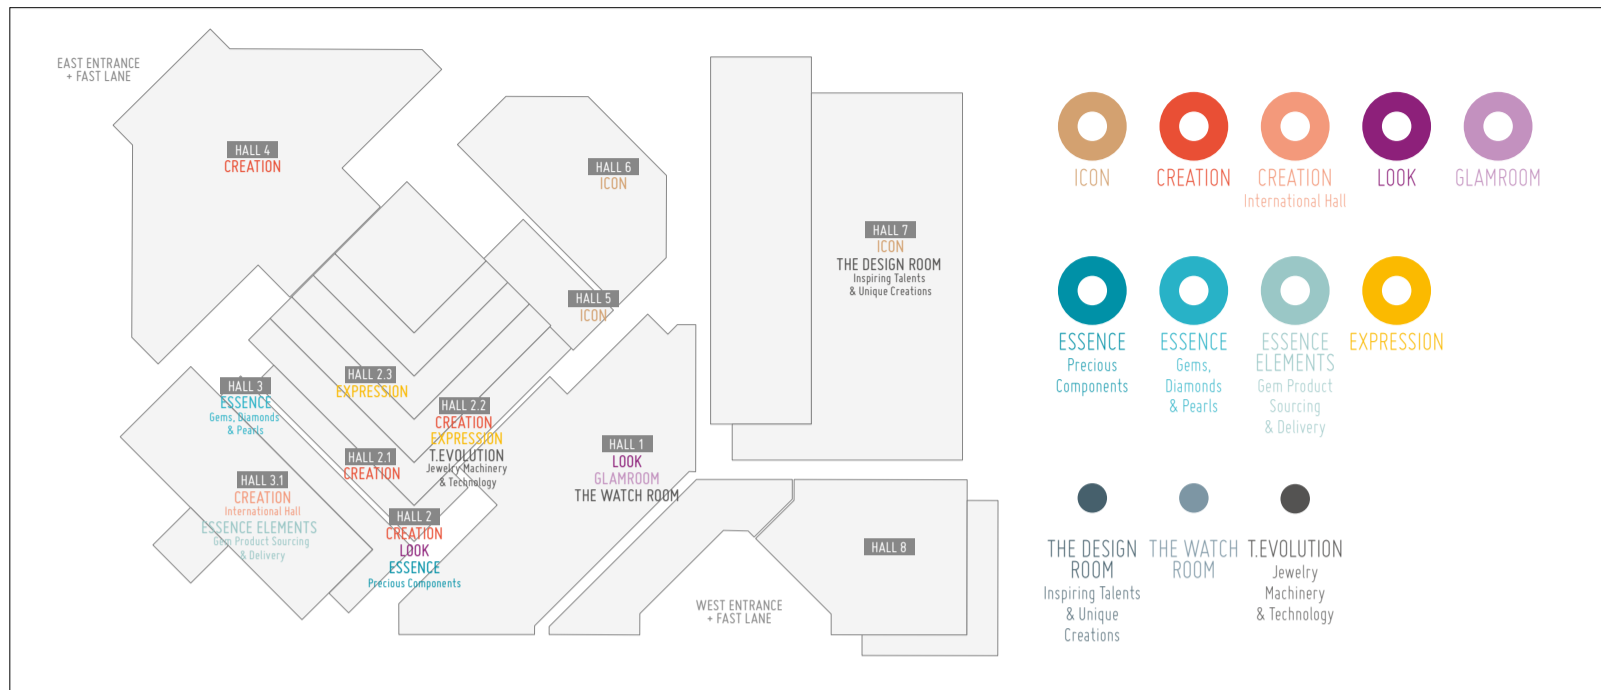 EAST ENTRANCE
+ FAST LANE
HALL 4
CREATION
HALL 6
ICON
HALL 7
ICON
THE DESIGN ROOM
Inspiring Talents
& Unique Creations
HALL 5
ICON
HALL 2.3
EXPRESSION
HALL 3
ESSENCE
Gems, Diamonds
& Pearls
HALL 2.2
CREATION
EXPRESSION
T.EVOLUTION
Jewelry Machinery
& Technology
HALL 2.1
CREATION
HALL 1
LOOK
GLAMROOM
THE WATCH ROOM
HALL 3.1
CREATION
International Hall
ESSENCE ELEMENTS
Gem Product Sourcing
& Delivery
HALL 2
CREATION
LOOK
ESSENCE
Precious Components
HALL 8
WEST ENTRANCE
+ FAST LANE
ICON
CREATION
CREATION
International Hall
LOOK
GLAMROOM
ESSENCE
Precious
Components
ESSENCE
Gems,
Diamonds
& Pearls
ESSENCE
ELEMENTS
Gem Product
Sourcing
& Delivery
EXPRESSION
THE DESIGN
ROOM
Inspiring Talents
& Unique
Creations
THE WATCH
ROOM
T.EVOLUTION
Jewelry
Machinery
& Technology